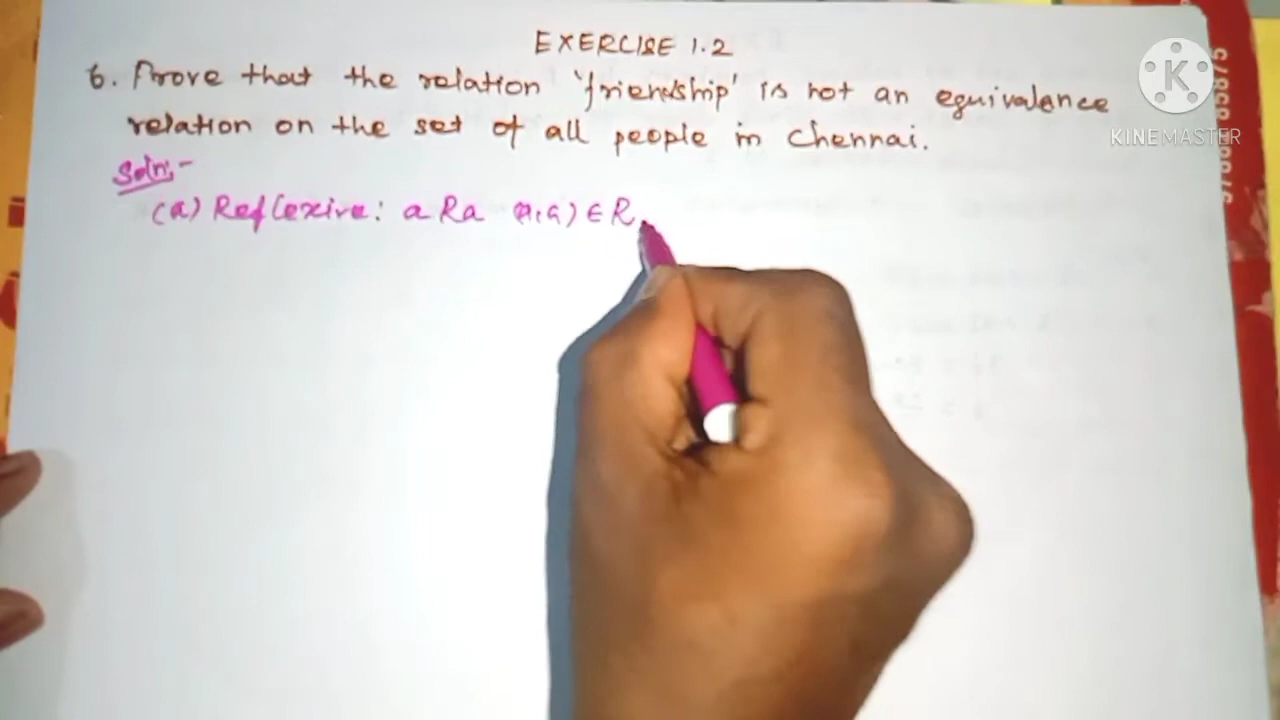 EXERCISE 1.2
6. Prove that the relation 'friendship' is not an equivalence
relation on the set of all people in Chennai.
Soln:-
(a) Reflexive: a Ra (a,a) ∈ R
K
KINEMASTER